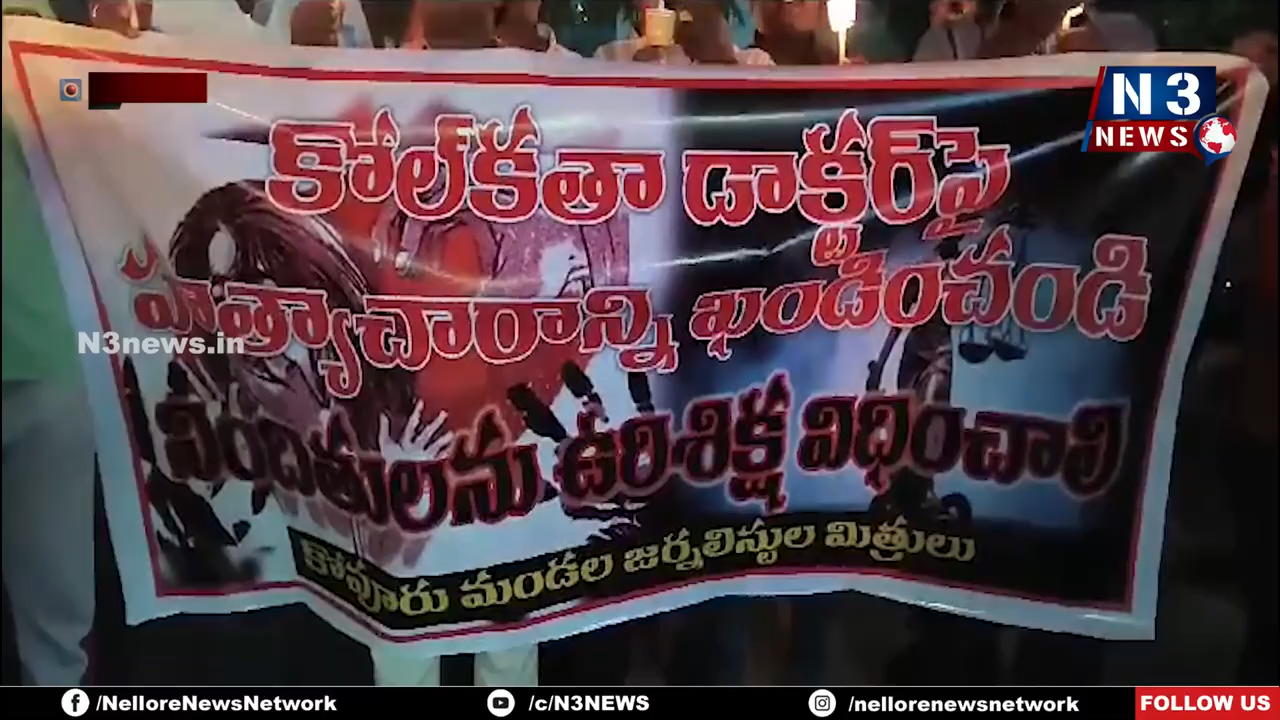 N3
NEWS
కోల్‌కతా డాక్టర్‌పై
హత్యాచారాన్ని ఖండించండి
N3news.in
నిందితులను ఉరిశిక్ష విధించాలి
కోవూరు మండల జర్నలిస్టుల మిత్రులు
/NelloreNewsNetwork /c/N3NEWS /nellorenewsnetwork FOLLOW US